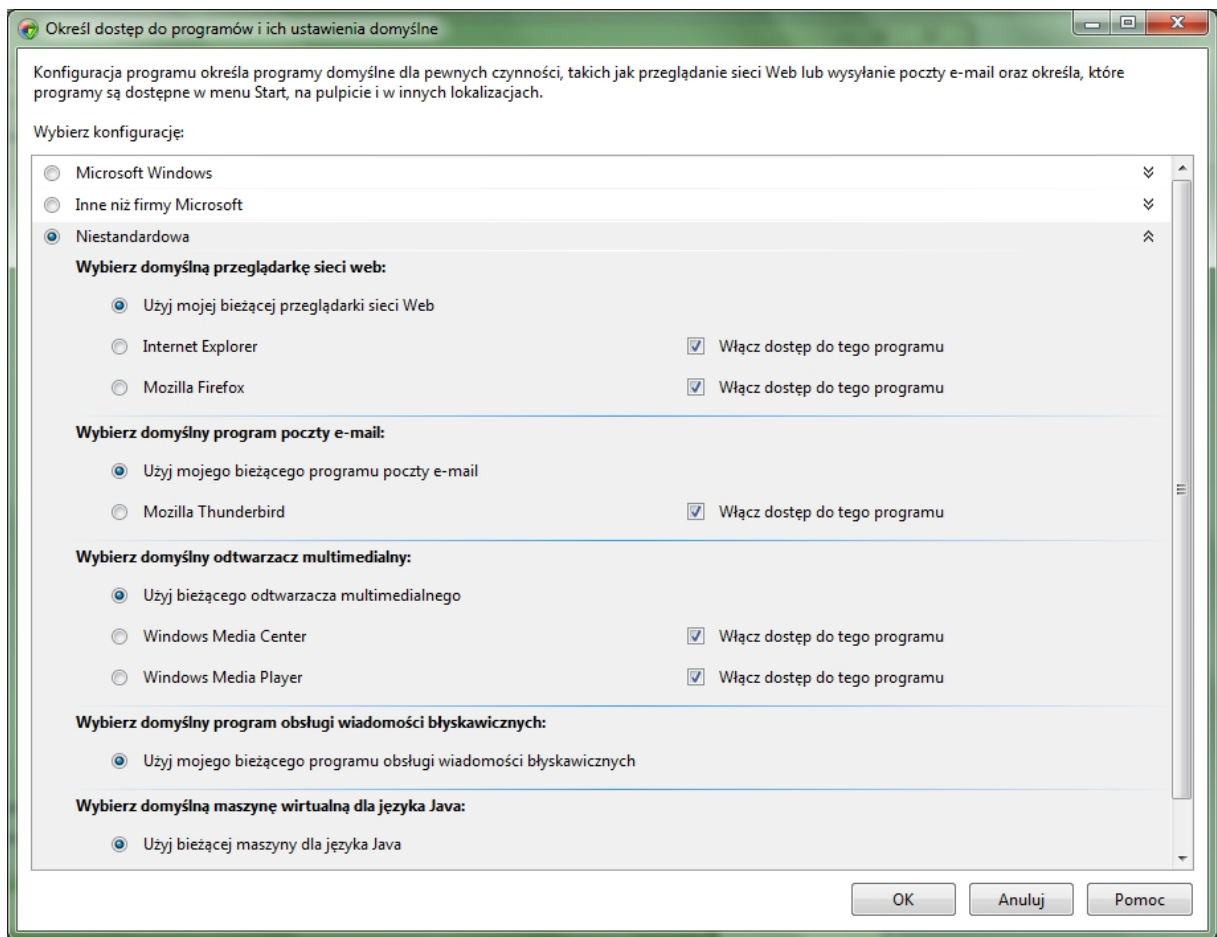 Określ dostęp do programów i ich ustawienia domyślne
Konfiguracja programu określa programy domyślne dla pewnych czynności, takich jak przeglądanie sieci Web lub wysyłanie poczty e-mail oraz określa, które
programy są dostępne w menu Start, na pulpicie i w innych lokalizacjach.
Wybierz konfigurację:
Microsoft Windows
Inne niż firmy Microsoft
Niestandardowa
Wybierz domyślną przeglądarkę sieci web:
Użyj mojej bieżącej przeglądarki sieci Web
Internet Explorer Włącz dostęp do tego programu
Mozilla Firefox Włącz dostęp do tego programu
Wybierz domyślny program poczty e-mail:
Użyj mojego bieżącego programu poczty e-mail
Mozilla Thunderbird Włącz dostęp do tego programu
Wybierz domyślny odtwarzacz multimedialny:
Użyj bieżącego odtwarzacza multimedialnego
Windows Media Center Włącz dostęp do tego programu
Windows Media Player Włącz dostęp do tego programu
Wybierz domyślny program obsługi wiadomości błyskawicznych:
Użyj mojego bieżącego programu obsługi wiadomości błyskawicznych
Wybierz domyślną maszynę wirtualną dla języka Java:
Użyj bieżącej maszyny dla języka Java
OK Anuluj Pomoc